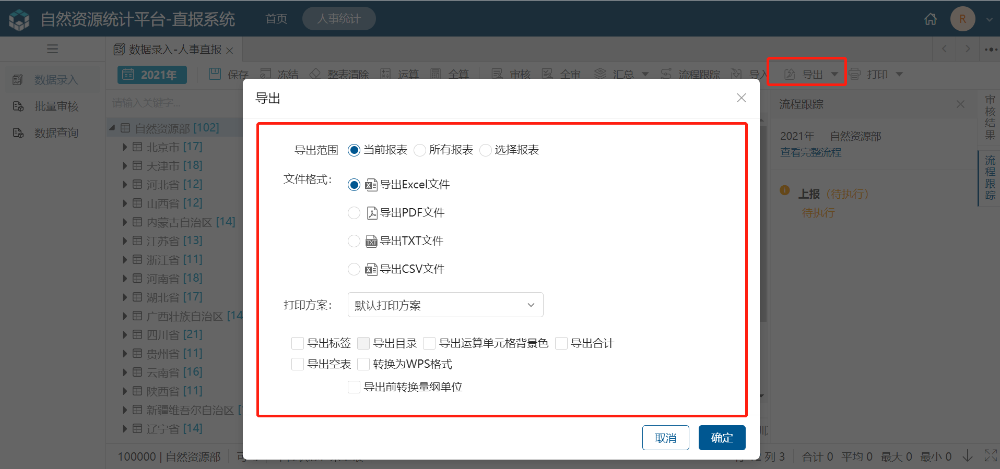 自然资源统计平台-直报系统 首页 人事统计 R
数据录入-人事直报
2021年 保存 冻结 整表清除 运算 全算 审核 全审 汇总 流程跟踪 导入 导出 打印
数据录入
批量审核
数据查询
请输入关键字...
自然资源部 [102]
北京市 [17]
天津市 [18]
河北省 [12]
山西省 [12]
内蒙古自治区 [14]
江苏省 [13]
浙江省 [11]
河南省 [18]
湖北省 [17]
广西壮族自治区 [14
四川省 [21]
贵州省 [11]
云南省 [16]
陕西省 [11]
新疆维吾尔自治区 [
辽宁省 [14]
导出
导出范围 当前报表 所有报表 选择报表
文件格式：
导出Excel文件
导出PDF文件
TXT 导出TXT文件
导出CSV文件
打印方案： 默认打印方案
导出标签 导出目录 导出运算单元格背景色 导出合计
导出空表 转换为WPS格式
导出前转换量纲单位
取消 确定
流程跟踪
2021年 自然资源部
查看完整流程
上报（待执行）
待执行
审核结果
流程跟踪
100000 | 自然资源部
列 3 合计 0 平均 0 最大 0 最小 0